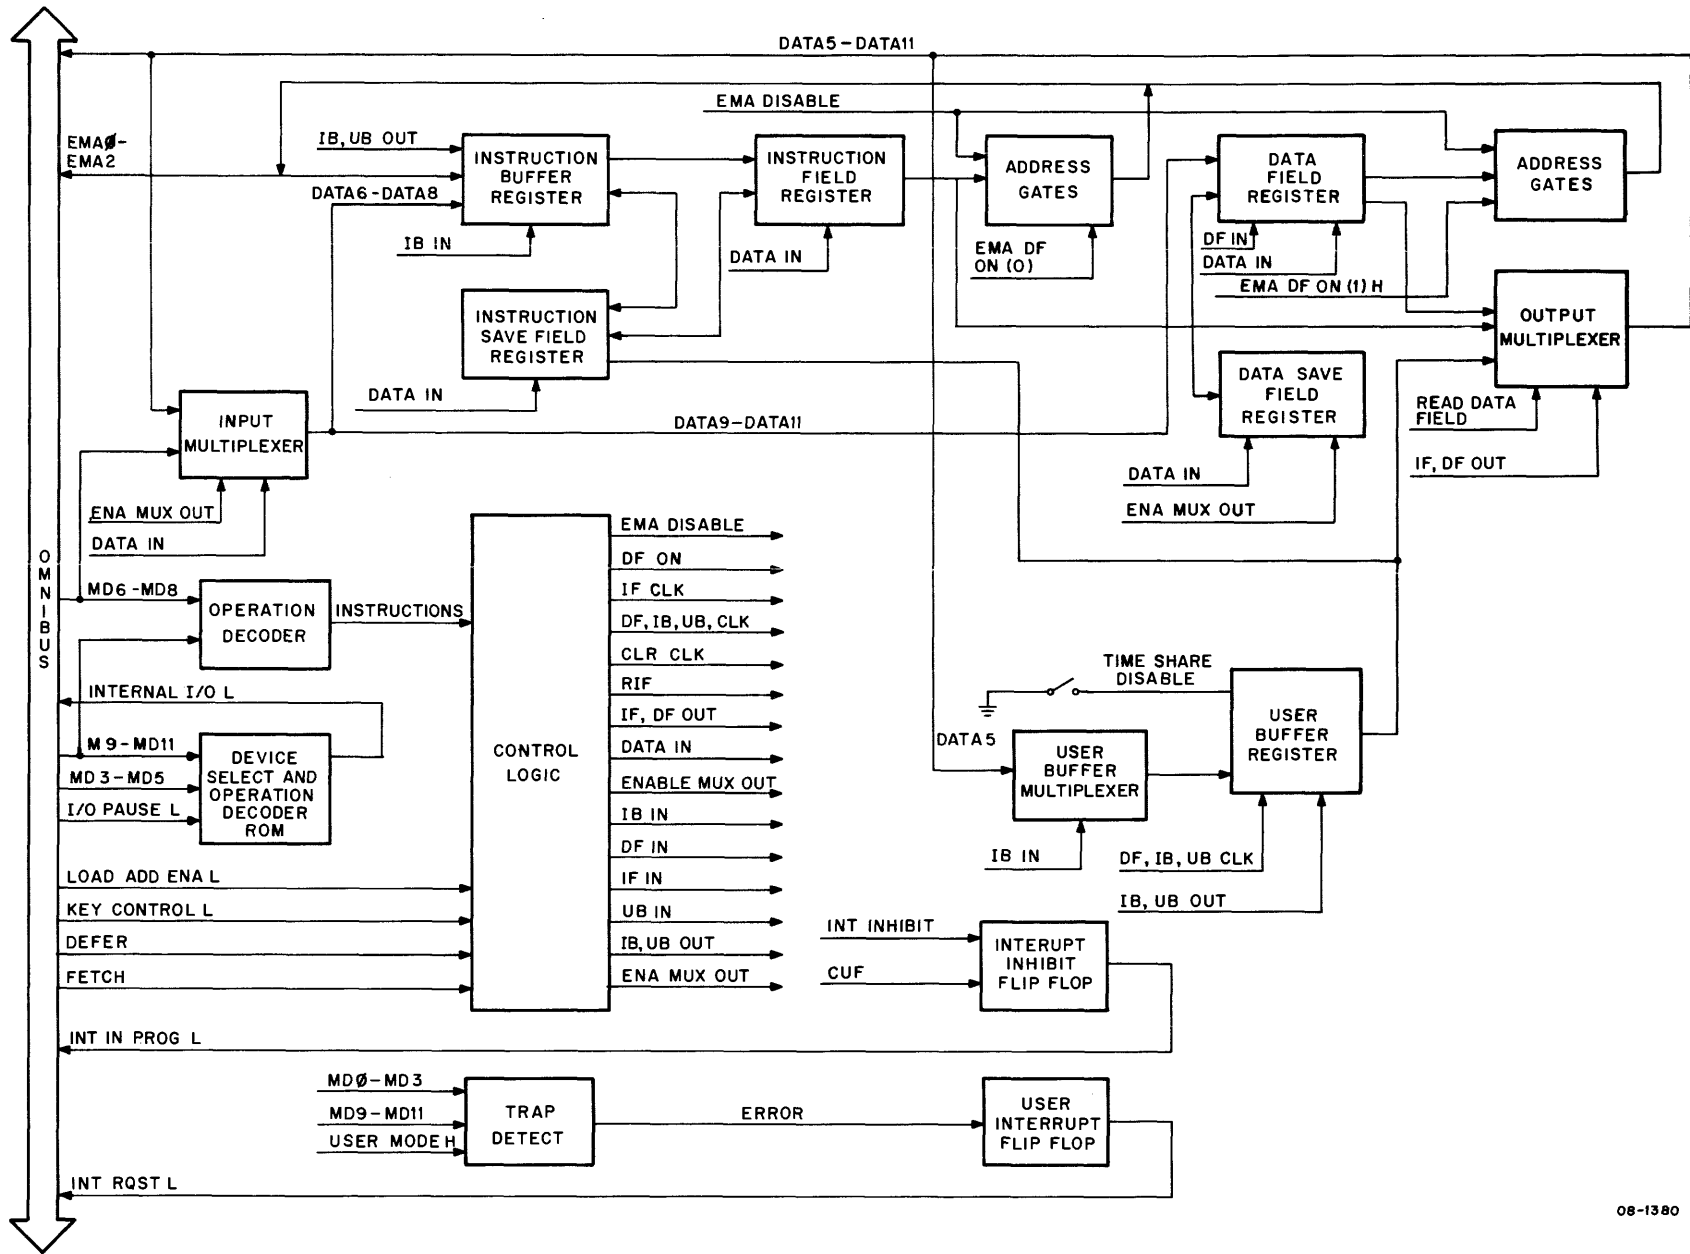 DATA5-DATA11
EMA DISABLE
EMAØ-
EMA2
IB, UB OUT
INSTRUCTION
BUFFER
REGISTER
INSTRUCTION
FIELD
REGISTER
ADDRESS
GATES
DATA
FIELD
REGISTER
ADDRESS
GATES
DATA6-DATA8
IB IN
DATA IN
EMA DF
ON (0)
DF IN
DATA IN
EMA DF ON (1) H
INSTRUCTION
SAVE FIELD
REGISTER
OUTPUT
MULTIPLEXER
DATA SAVE
FIELD
REGISTER
DATA IN
INPUT
MULTIPLEXER
DATA9-DATA11
READ DATA
FIELD
IF, DF OUT
DATA IN
ENA MUX OUT
ENA MUX OUT
DATA IN
OMNIBUS
MD6-MD8
OPERATION
DECODER
INSTRUCTIONS
INTERNAL I/O L
M9-MD11
MD3-MD5
I/O PAUSE L
DEVICE
SELECT AND
OPERATION
DECODER
ROM
LOAD ADD ENA L
KEY CONTROL L
DEFER
FETCH
CONTROL
LOGIC
EMA DISABLE
DF ON
IF CLK
DF, IB, UB, CLK
CLR CLK
RIF
IF, DF OUT
DATA IN
ENABLE MUX OUT
IB IN
DF IN
IF IN
UB IN
IB, UB OUT
ENA MUX OUT
TIME SHARE
DISABLE
DATA5
USER
BUFFER
MULTIPLEXER
USER
BUFFER
REGISTER
IB IN
DF, IB, UB CLK
IB, UB OUT
INT INHIBIT
CUF
INTERUPT
INHIBIT
FLIP FLOP
INT IN PROG L
MDØ-MD3
MD9-MD11
USER MODE H
TRAP
DETECT
ERROR
USER
INTERRUPT
FLIP FLOP
INT RQST L
08-1380